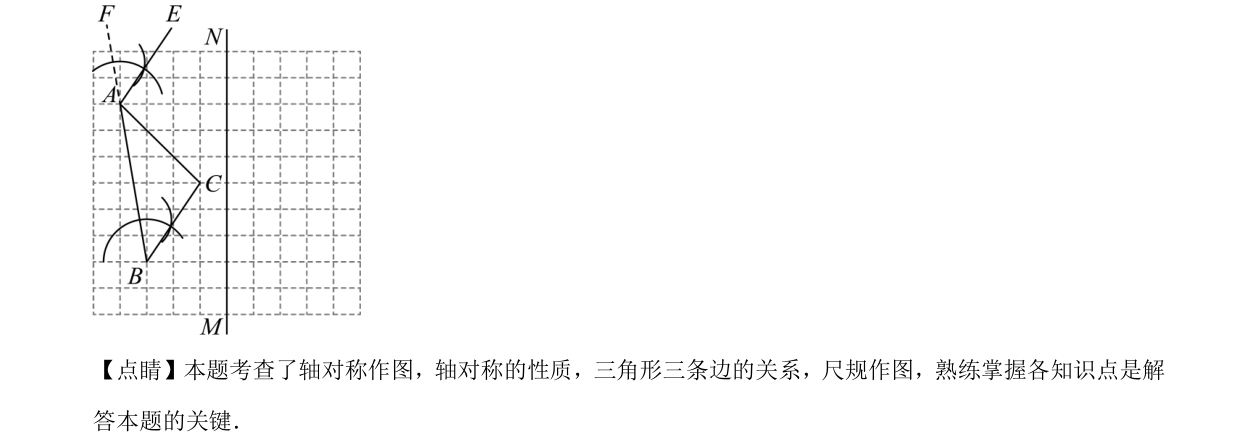 F E
N
A
C
B
M
【点睛】本题考查了轴对称作图，轴对称的性质，三角形三条边的关系，尺规作图，熟练掌握各知识点是解
答本题的关键．